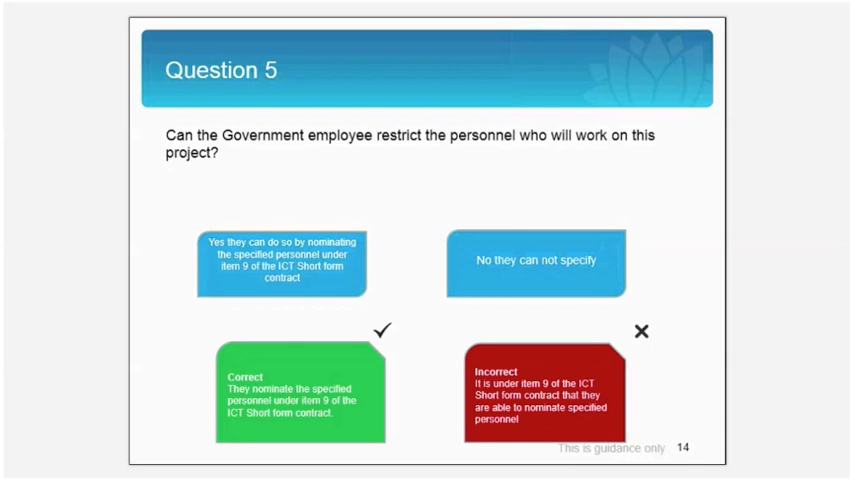 Question 5
Can the Government employee restrict the personnel who will work on this
project?
Yes they can do so by nominating
the specified personnel under
item 9 of the ICT Short form
contract
No they can not specify
Correct
They nominate the specified
personnel under item 9 of the
ICT Short form contract.
Incorrect
It is under item 9 of the ICT
Short form contract that they
are able to nominate specified
personnel
This is guidance only 14